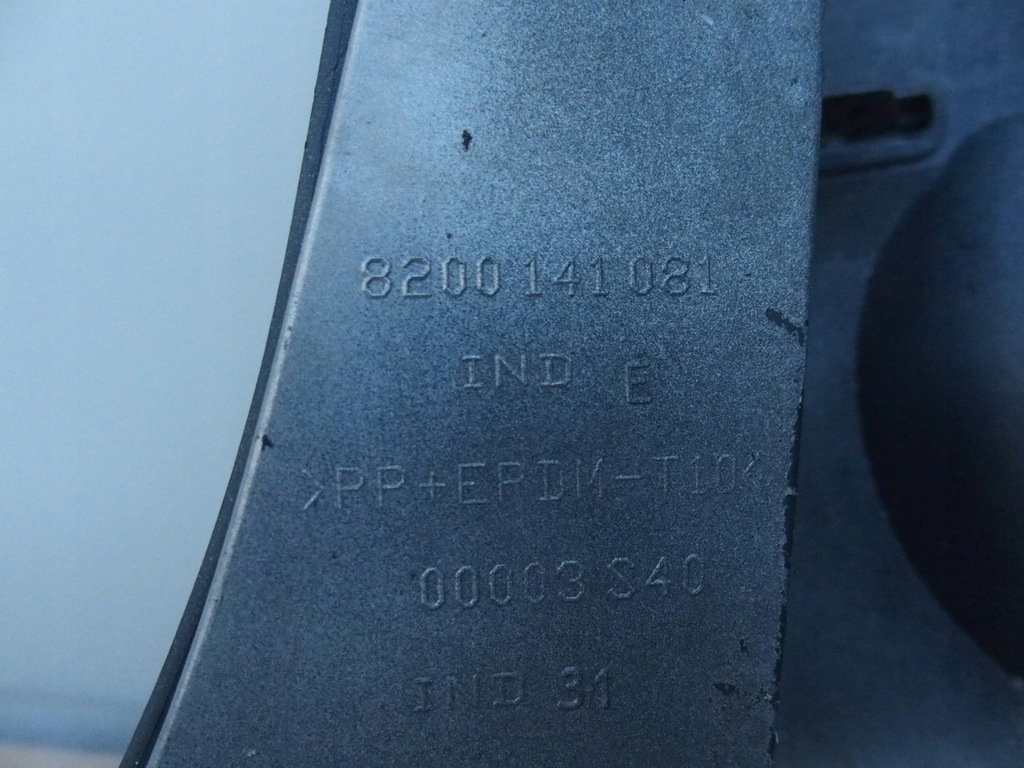 8200 141 081
IND E
>PP+EPDM-T10<
00003 S40
IND 31